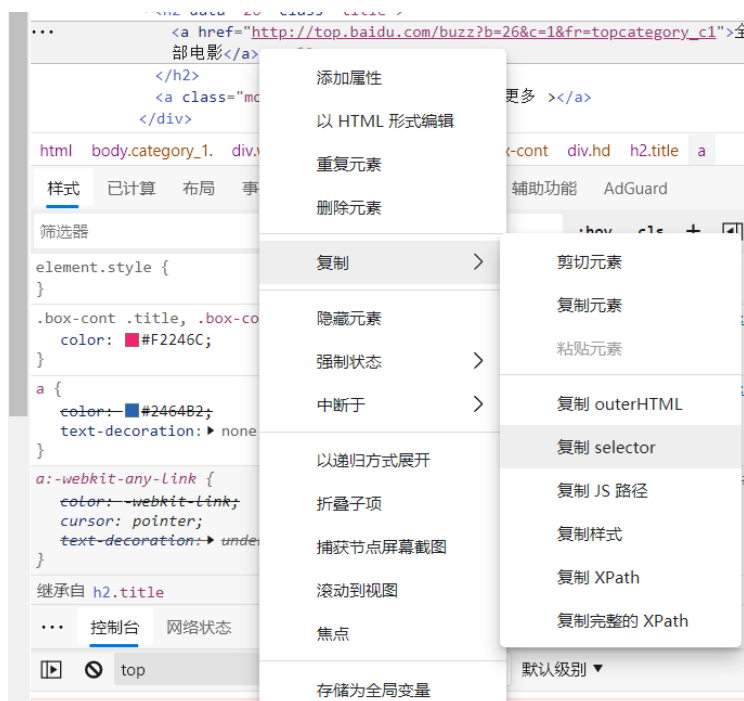 <a href="http://top.baidu.com/buzz?b=26&c=1&fr=topcategory_c1">全
部电影</a>
</h2>
更多 ></a>
</div>
html body.category_1. x-cont div.hd h2.title a
样式 已计算 布局 辅助功能 AdGuard
筛选器 :hov .cls +
element.style {
}
.box-cont .title, .box-co
color: #F2246C;
}
a {
color: #2464B2;
text-decoration: none
}
a:-webkit-any-link {
color: -webkit-link;
cursor: pointer;
text-decoration: unde
}
继承自 h2.title
··· 控制台 网络状态
top 默认级别 ▼
添加属性
以 HTML 形式编辑
重复元素
删除元素
复制
隐藏元素
强制状态
中断于
以递归方式展开
折叠子项
捕获节点屏幕截图
滚动到视图
焦点
存储为全局变量
剪切元素
复制元素
粘贴元素
复制 outerHTML
复制 selector
复制 JS 路径
复制样式
复制 XPath
复制完整的 XPath